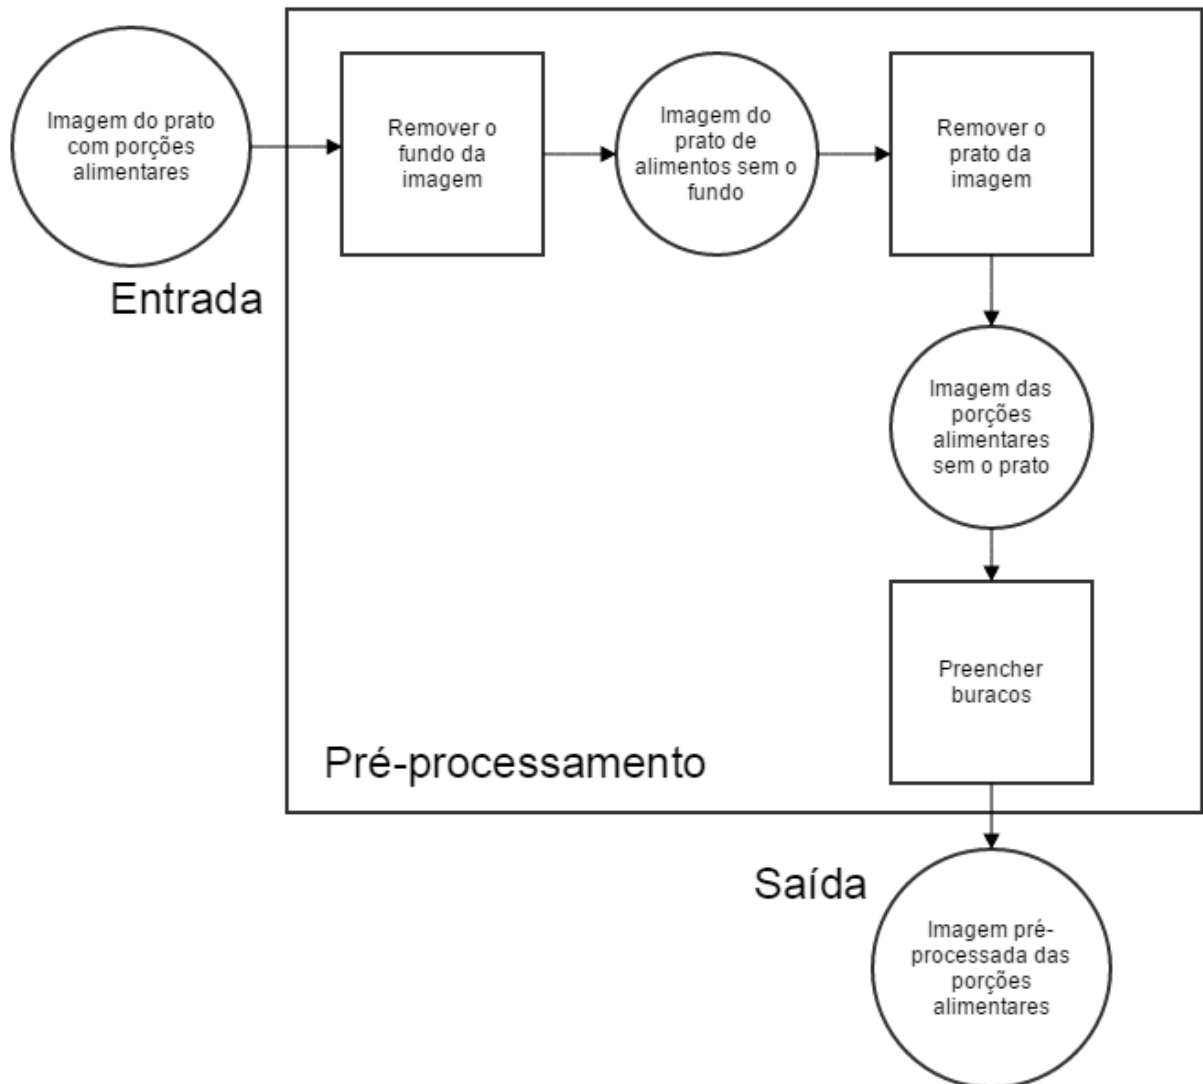 Imagem do prato
com porções
alimentares
Entrada
Remover o
fundo da
imagem
Imagem do
prato de
alimentos sem o
fundo
Remover o
prato da
imagem
Imagem das
porções
alimentares
sem o prato
Preencher
buracos
Pré-processamento
Saída
Imagem pré-
processada das
porções
alimentares